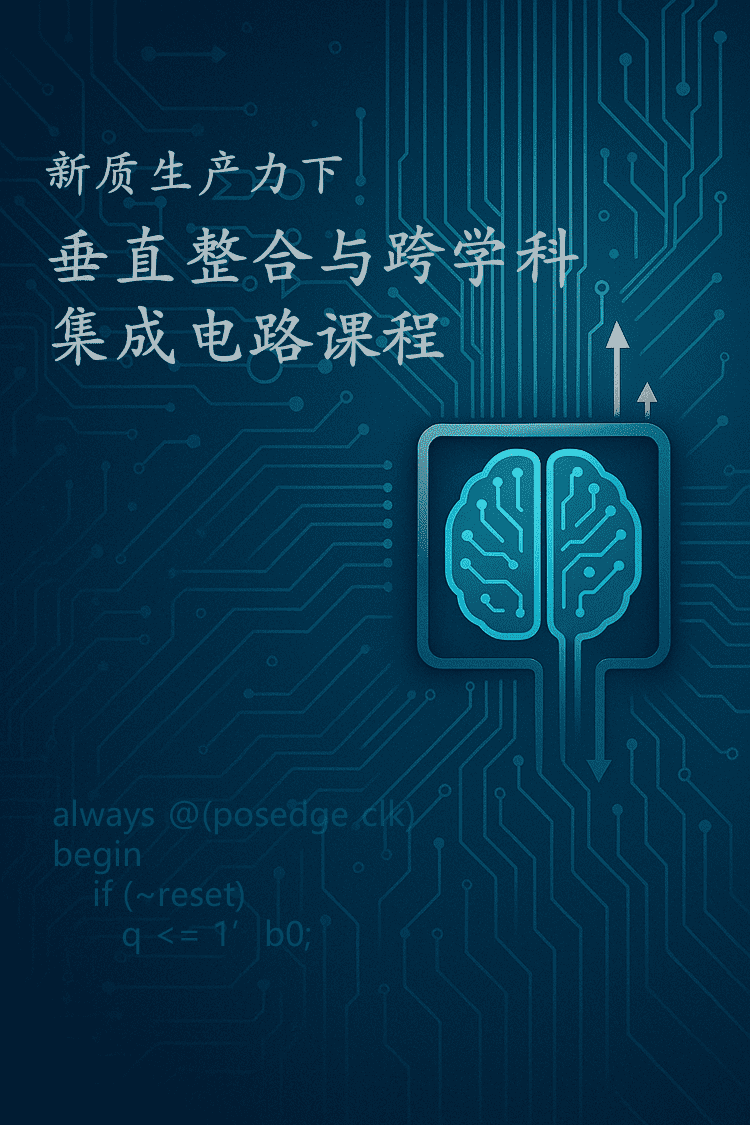 新质生产力下
垂直整合与跨学科
集成电路课程
always @(posedge clk)
begin
if (~reset)
q <= 1’ b0;